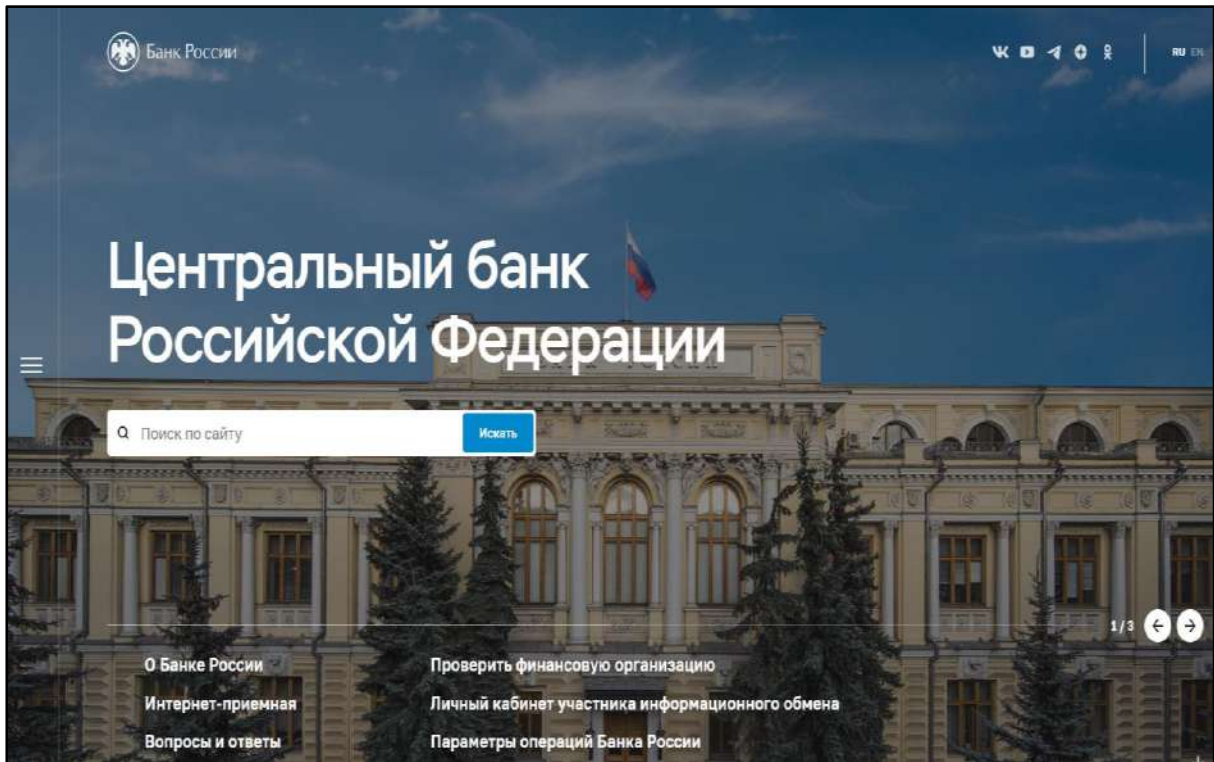 Банк России
RU EN
Центральный банк
Российской Федерации
Поиск по сайту
Искать
1/3
О Банке России
Проверить финансовую организацию
Интернет-приемная
Личный кабинет участника информационного обмена
Вопросы и ответы
Параметры операций Банка России